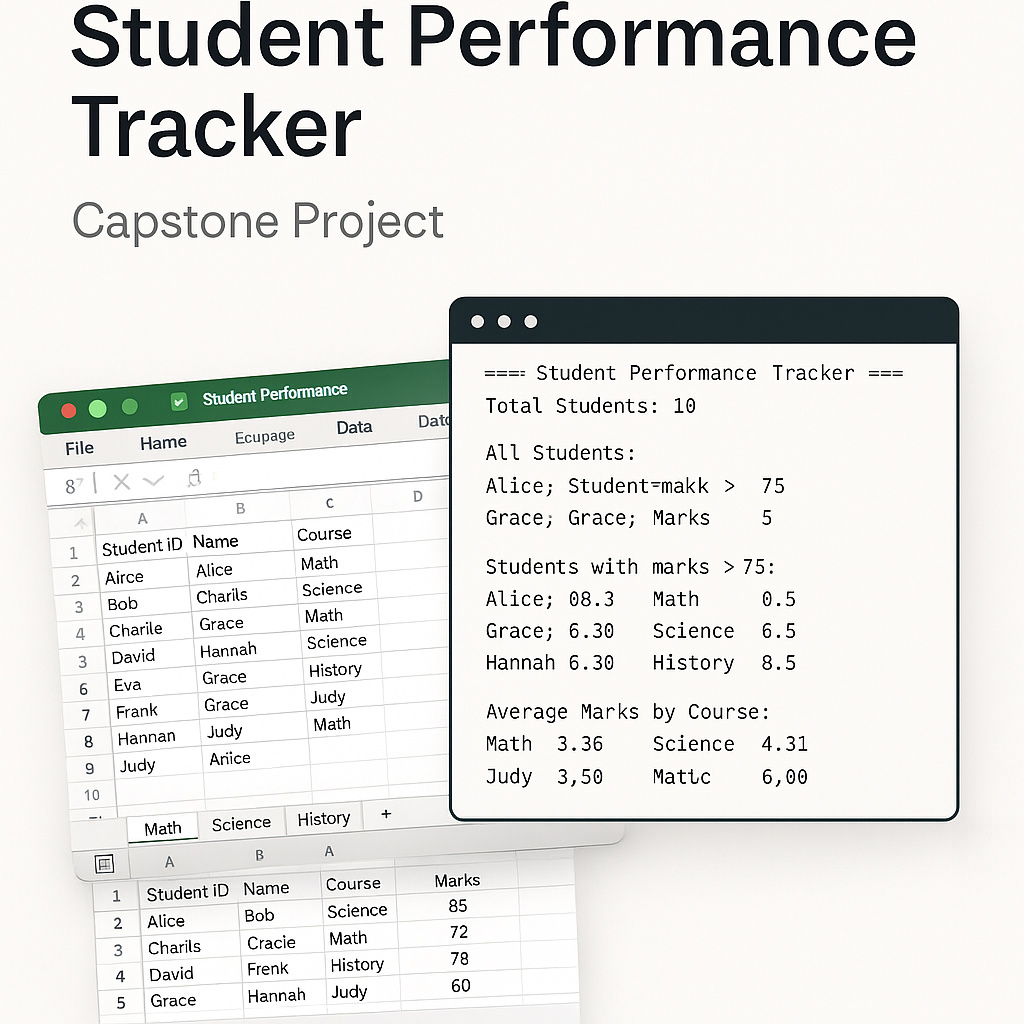 Student Performance
Tracker
Capstone Project
Student Performance
File Hame Ecupage Data
8
A B C D
1 Student iD Name Course
2 Airce Alice Math
3 Bob Charils Science
4 Charile Grace Math
3 David Hannah Science
6 Eva Grace History
7 Frank Grace Judy
8 Hannan Judy Math
9 Judy Anice
10
Math Science History +
A B A
1 Student iD Name Course Marks
2 Alice Bob Science 85
3 Charils Cracie Math 72
4 David Frenk History 78
5 Grace Hannah Judy 60
==== Student Performance Tracker ===
Total Students: 10
All Students:
Alice; Student=makk > 75
Grace; Grace; Marks 5
Students with marks > 75:
Alice; 08.3 Math 0.5
Grace; 6.30 Science 6.5
Hannah 6.30 History 8.5
Average Marks by Course:
Math 3.36 Science 4.31
Judy 3,50 Mattc 6,00